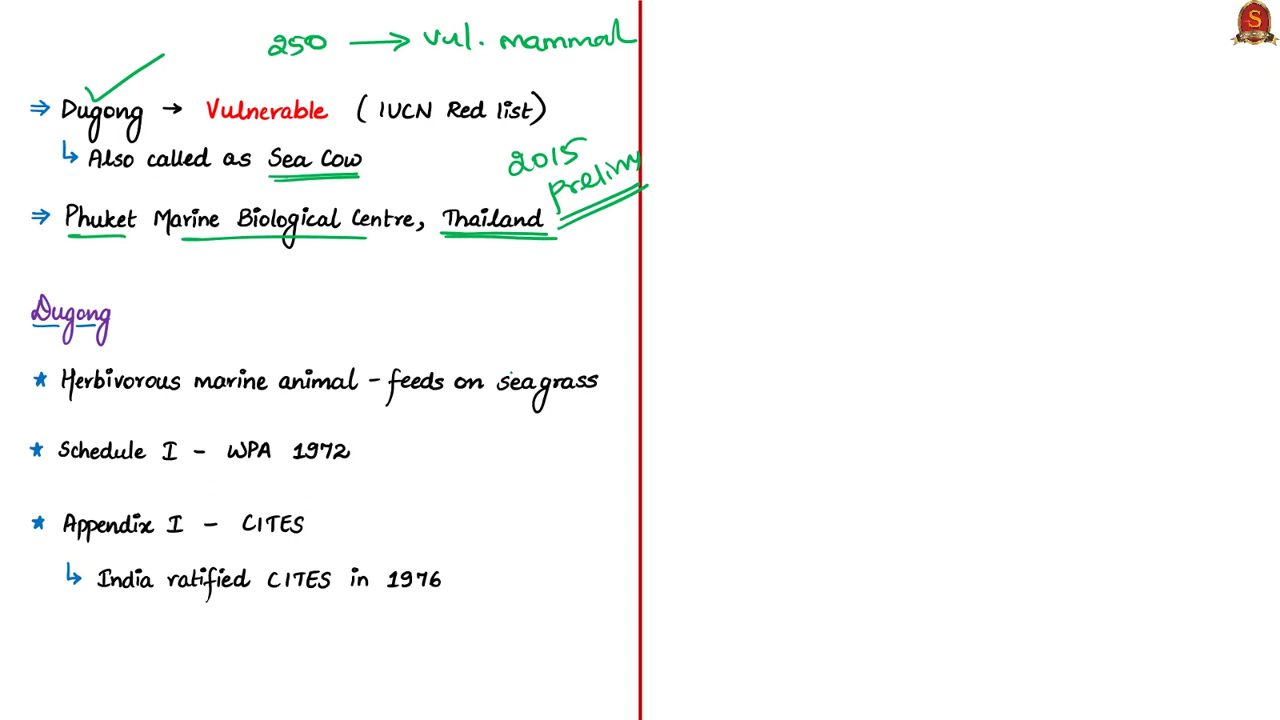 250 → vul. mammal
⇒ Dugong → Vulnerable (IUCN Red list)
↳ Also called as Sea Cow
2015
prelims
⇒ Phuket Marine Biological Centre, Thailand
Dugong
* Herbivorous marine animal - feeds on seagrass
* Schedule I - WPA 1972
* Appendix I - CITES
↳ India ratified CITES in 1976
S